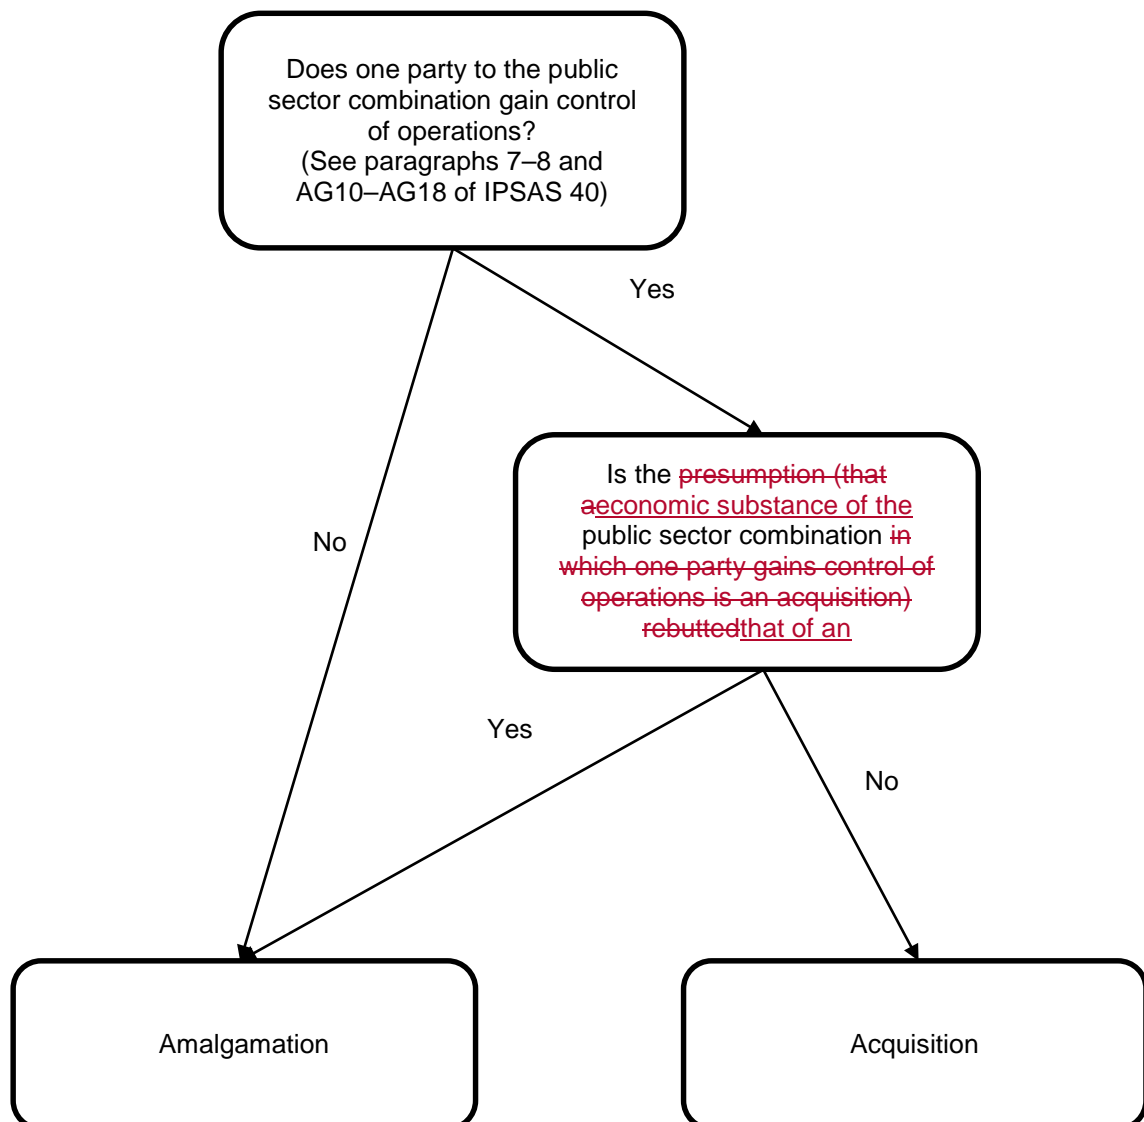 Does one party to the public
sector combination gain control
of operations?
(See paragraphs 7–8 and
AG10–AG18 of IPSAS 40)
Yes
Is the presumption (that
aeconomic substance of the
public sector combination in
which one party gains control of
operations is an acquisition)
rebuttedthat of an
No
Yes
No
Amalgamation
Acquisition